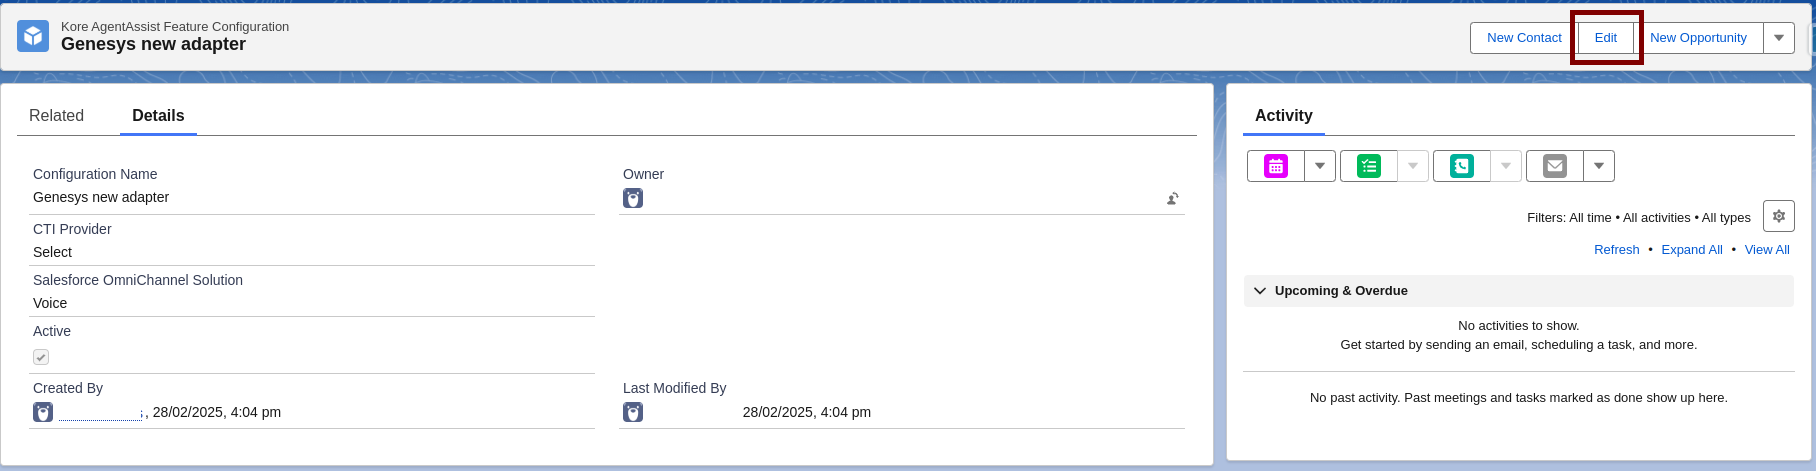 Kore AgentAssist Feature Configuration
Genesys new adapter
New Contact
Edit
New Opportunity
Related
Details
Configuration Name
Genesys new adapter
Owner
CTI Provider
Select
Salesforce OmniChannel Solution
Voice
Active
Created By
, 28/02/2025, 4:04 pm
Last Modified By
28/02/2025, 4:04 pm
Activity
Filters: All time • All activities • All types
Refresh • Expand All • View All
Upcoming & Overdue
No activities to show.
Get started by sending an email, scheduling a task, and more.
No past activity. Past meetings and tasks marked as done show up here.